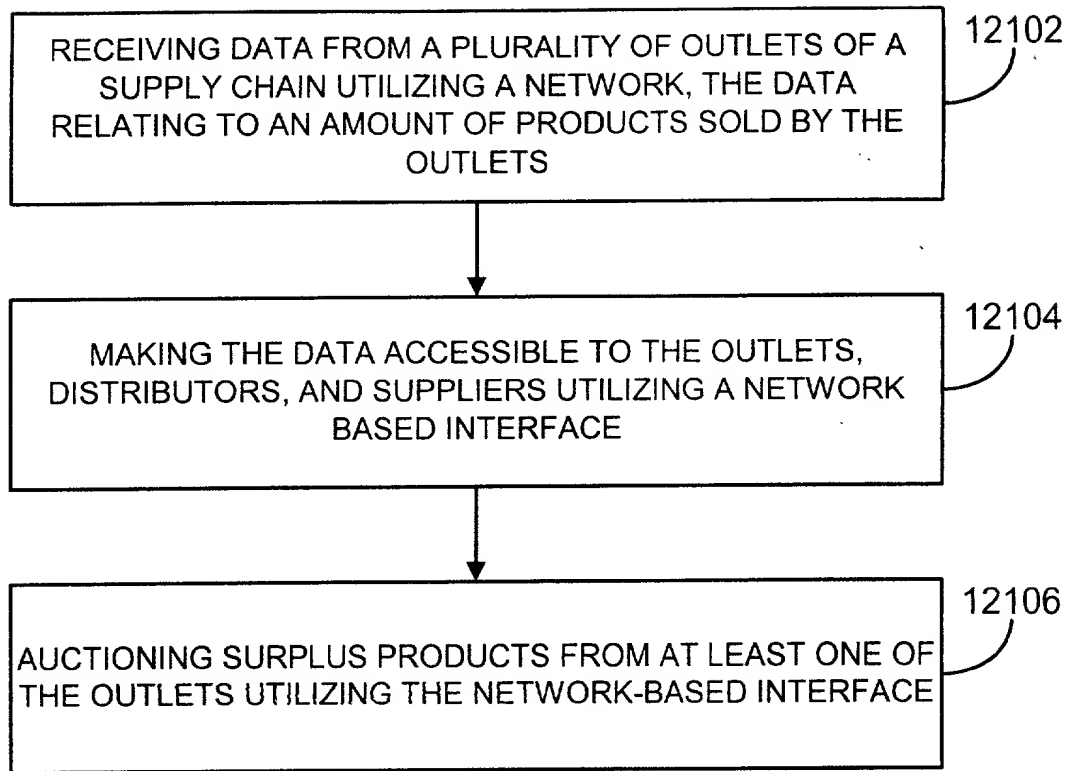 RECEIVING DATA FROM A PLURALITY OF OUTLETS OF A
SUPPLY CHAIN UTILIZING A NETWORK, THE DATA
RELATING TO AN AMOUNT OF PRODUCTS SOLD BY THE
OUTLETS
12102
MAKING THE DATA ACCESSIBLE TO THE OUTLETS,
DISTRIBUTORS, AND SUPPLIERS UTILIZING A NETWORK
BASED INTERFACE
12104
AUCTIONING SURPLUS PRODUCTS FROM AT LEAST ONE OF
THE OUTLETS UTILIZING THE NETWORK-BASED INTERFACE
12106